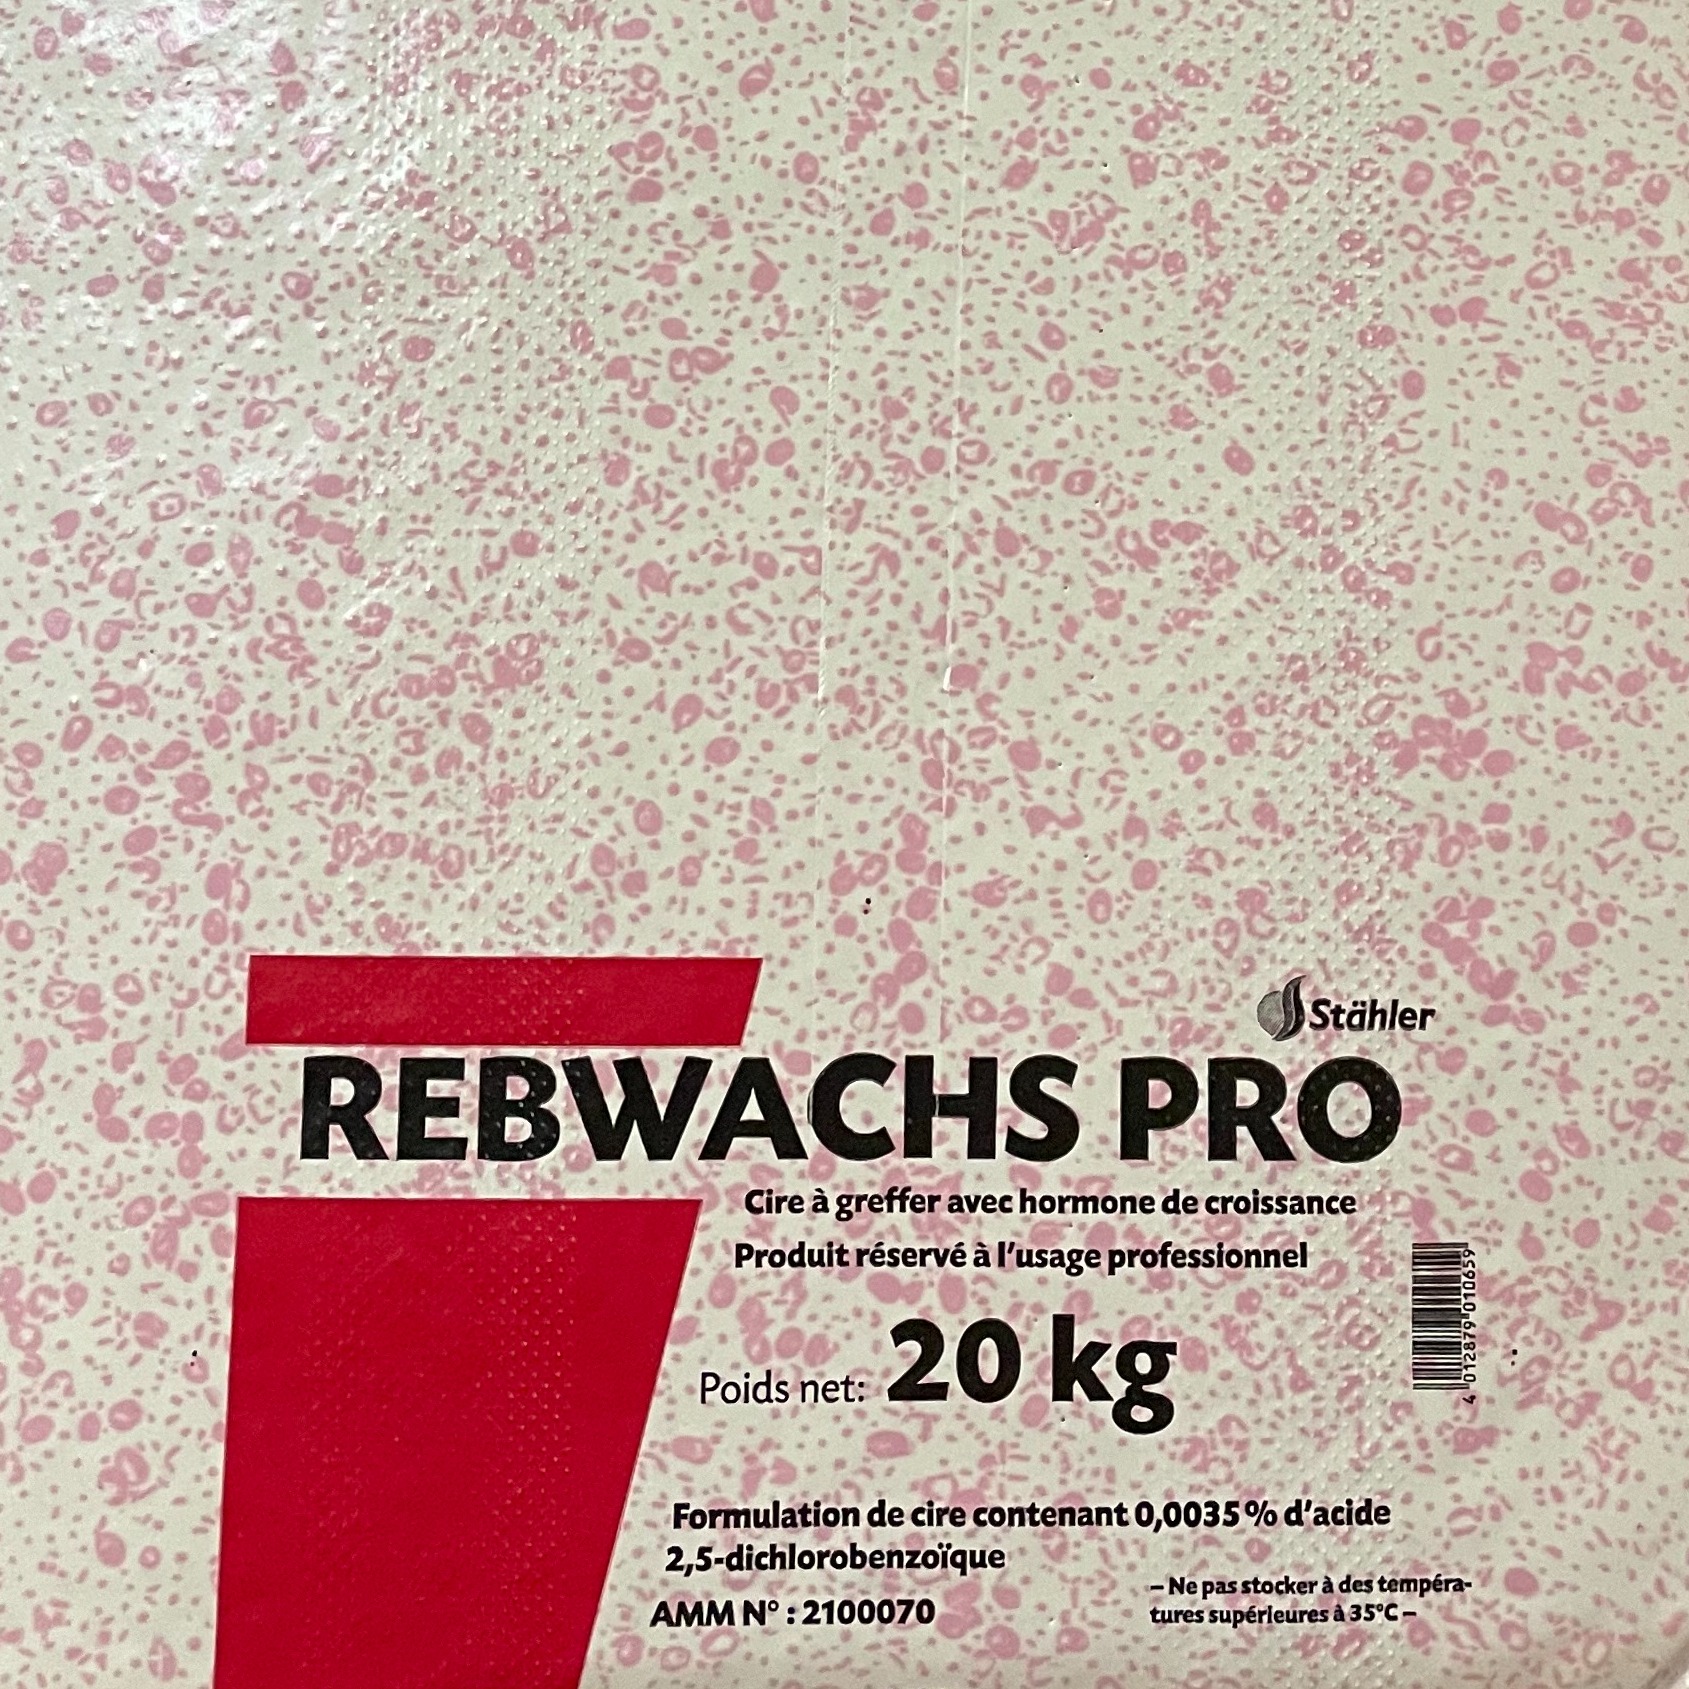 Stähler
REBWACHS PRO
Cire à greffer avec hormone de croissance
Produit réservé à l'usage professionnel
Poids net: 20 kg
4 012879 010659
Formulation de cire contenant 0,0035 % d'acide
2,5-dichlorobenzoïque
AMM N° : 2100070
– Ne pas stocker à des tempéra-
tures supérieures à 35°C –